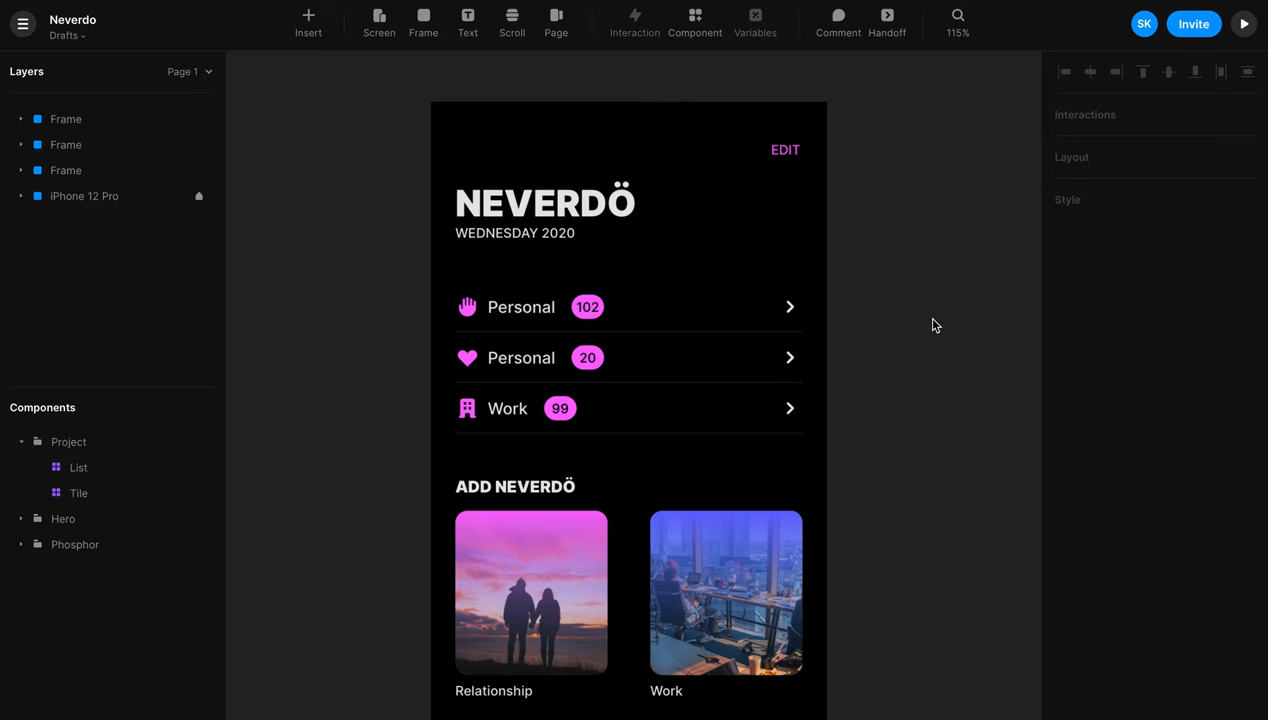 Neverdo
Drafts
Insert
Screen
Frame
Text
Scroll
Page
Interaction
Component
Variables
Comment
Handoff
115%
SK
Invite
Layers
Page 1
Frame
Frame
Frame
iPhone 12 Pro
Components
Project
List
Tile
Hero
Phosphor
EDIT
NEVERDÖ
WEDNESDAY 2020
Personal 102
Personal 20
Work 99
ADD NEVERDÖ
Relationship
Work
Interactions
Layout
Style